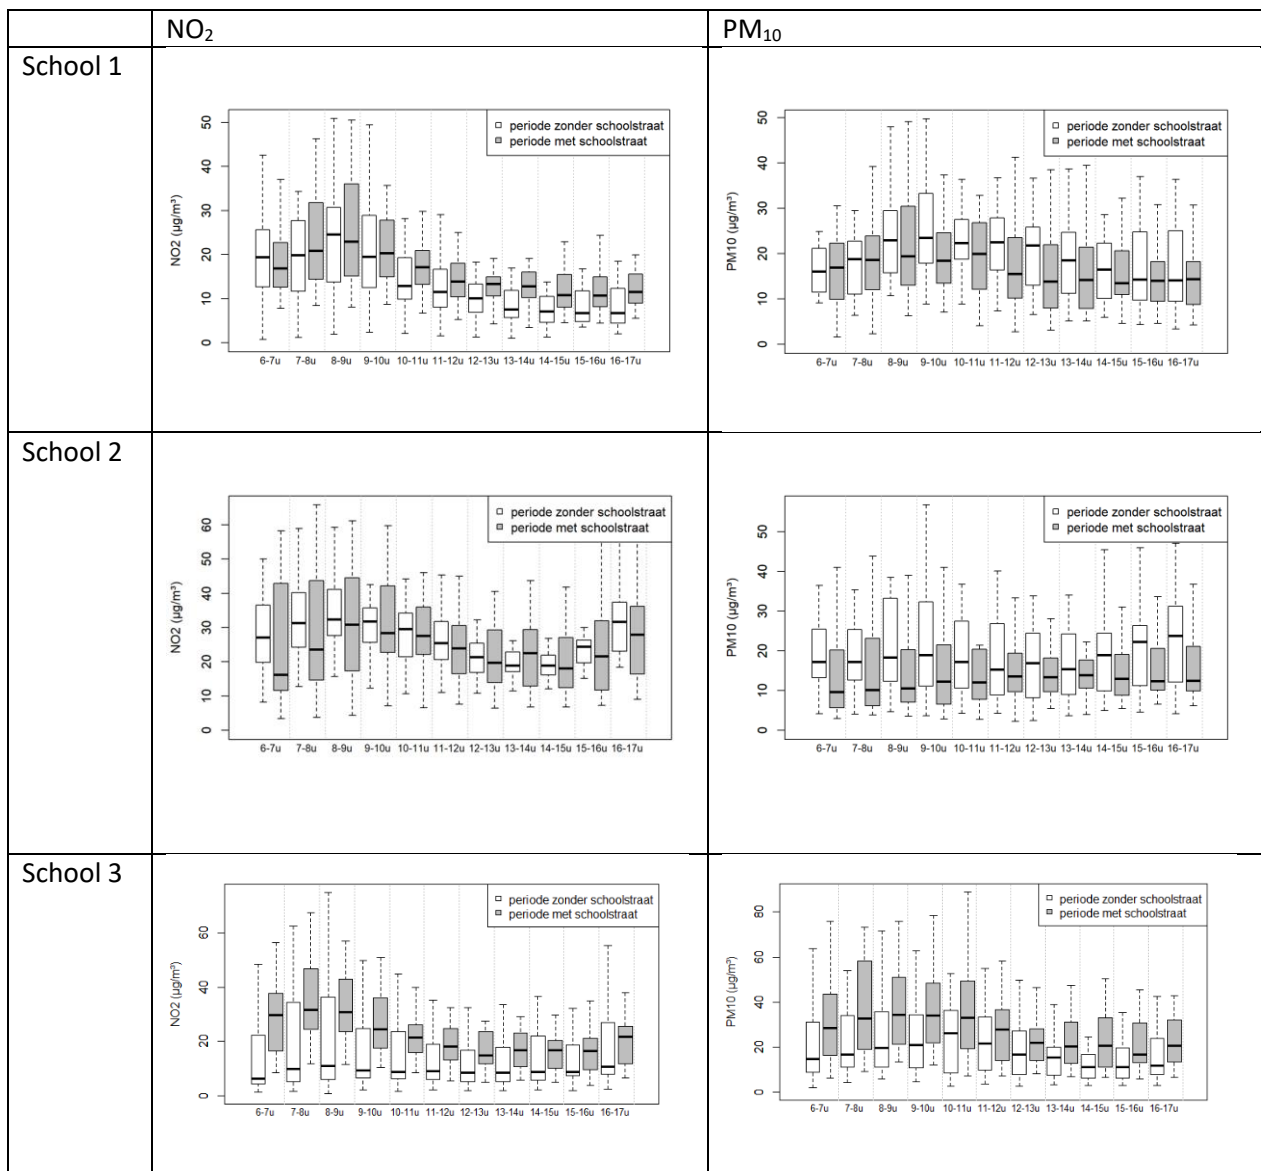 NO₂ PM₁₀
School 1
NO2 (µg/m³)
50
40
30
20
10
0
periode zonder schoolstraat
periode met schoolstraat
6-7u 7-8u 8-9u 9-10u 10-11u 11-12u 12-13u 13-14u 14-15u 15-16u 16-17u
PM10 (µg/m³)
50
40
30
20
10
0
periode zonder schoolstraat
periode met schoolstraat
6-7u 7-8u 8-9u 9-10u 10-11u 11-12u 12-13u 13-14u 14-15u 15-16u 16-17u
School 2
NO2 (µg/m³)
60
50
40
30
20
10
0
periode zonder schoolstraat
periode met schoolstraat
6-7u 7-8u 8-9u 9-10u 10-11u 11-12u 12-13u 13-14u 14-15u 15-16u 16-17u
PM10 (µg/m³)
50
40
30
20
10
0
periode zonder schoolstraat
periode met schoolstraat
6-7u 7-8u 8-9u 9-10u 10-11u 11-12u 12-13u 13-14u 14-15u 15-16u 16-17u
School 3
NO2 (µg/m³)
60
40
20
0
periode zonder schoolstraat
periode met schoolstraat
6-7u 7-8u 8-9u 9-10u 10-11u 11-12u 12-13u 13-14u 14-15u 15-16u 16-17u
PM10 (µg/m³)
80
60
40
20
0
periode zonder schoolstraat
periode met schoolstraat
6-7u 7-8u 8-9u 9-10u 10-11u 11-12u 12-13u 13-14u 14-15u 15-16u 16-17u